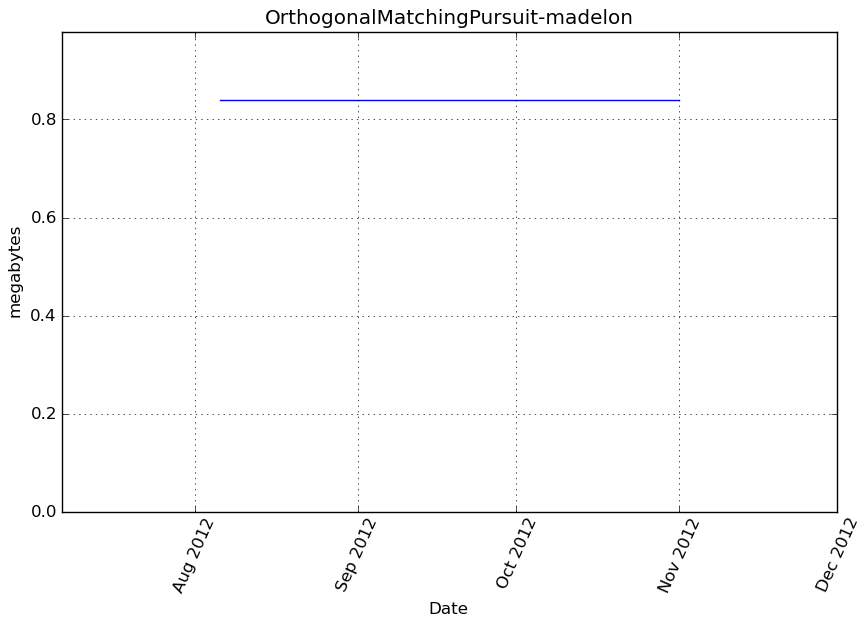 OrthogonalMatchingPursuit-madelon
megabytes
0.8
0.6
0.4
0.2
0.0
Aug 2012
Sep 2012
Oct 2012
Nov 2012
Dec 2012
Date